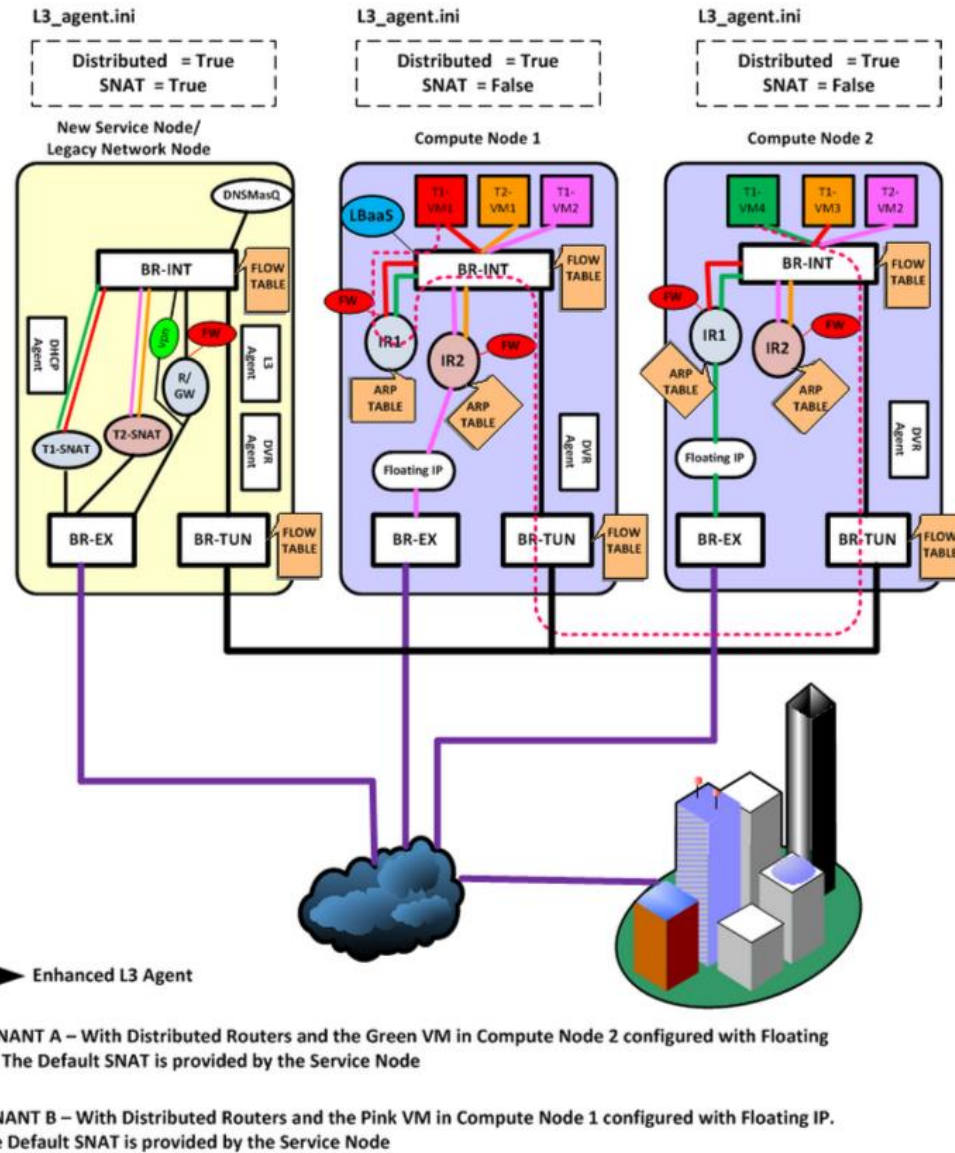 L3_agent.ini
L3_agent.ini
L3_agent.ini
Distributed = True
SNAT = True
Distributed = True
SNAT = False
Distributed = True
SNAT = False
New Service Node/
Legacy Network Node
Compute Node 1
Compute Node 2
DNSMasQ
BR-INT
FLOW
TABLE
DHCP
Agent
vpn
FW
R/
GW
L3
Agent
T1-SNAT
T2-SNAT
DVR
Agent
BR-EX
BR-TUN
FLOW
TABLE
LBaaS
T1-
VM1
T2-
VM1
T1-
VM2
BR-INT
FLOW
TABLE
FW
IR1
IR2
FW
ARP
TABLE
ARP
TABLE
Floating IP
DVR
Agent
BR-EX
BR-TUN
FLOW
TABLE
T1-
VM4
T1-
VM3
T2-
VM2
BR-INT
FLOW
TABLE
FW
IR1
IR2
FW
ARP
TABLE
ARP
TABLE
Floating IP
DVR
Agent
BR-EX
BR-TUN
FLOW
TABLE
Enhanced L3 Agent
NANT A – With Distributed Routers and the Green VM in Compute Node 2 configured with Floating
The Default SNAT is provided by the Service Node
NANT B – With Distributed Routers and the Pink VM in Compute Node 1 configured with Floating IP.
e Default SNAT is provided by the Service Node